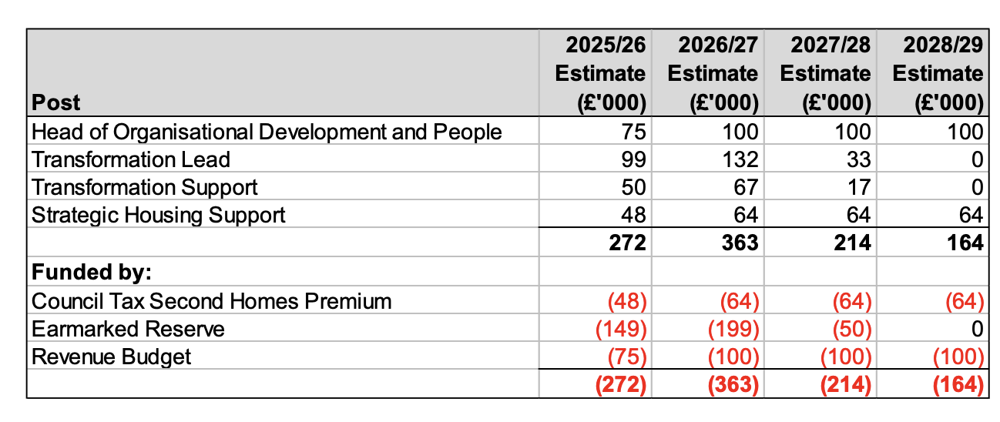 2025/26 2026/27 2027/28 2028/29
Estimate Estimate Estimate Estimate
Post (£'000) (£'000) (£'000) (£'000)
Head of Organisational Development and People 75 100 100 100
Transformation Lead 99 132 33 0
Transformation Support 50 67 17 0
Strategic Housing Support 48 64 64 64
272 363 214 164
Funded by:
Council Tax Second Homes Premium (48) (64) (64) (64)
Earmarked Reserve (149) (199) (50) 0
Revenue Budget (75) (100) (100) (100)
(272) (363) (214) (164)